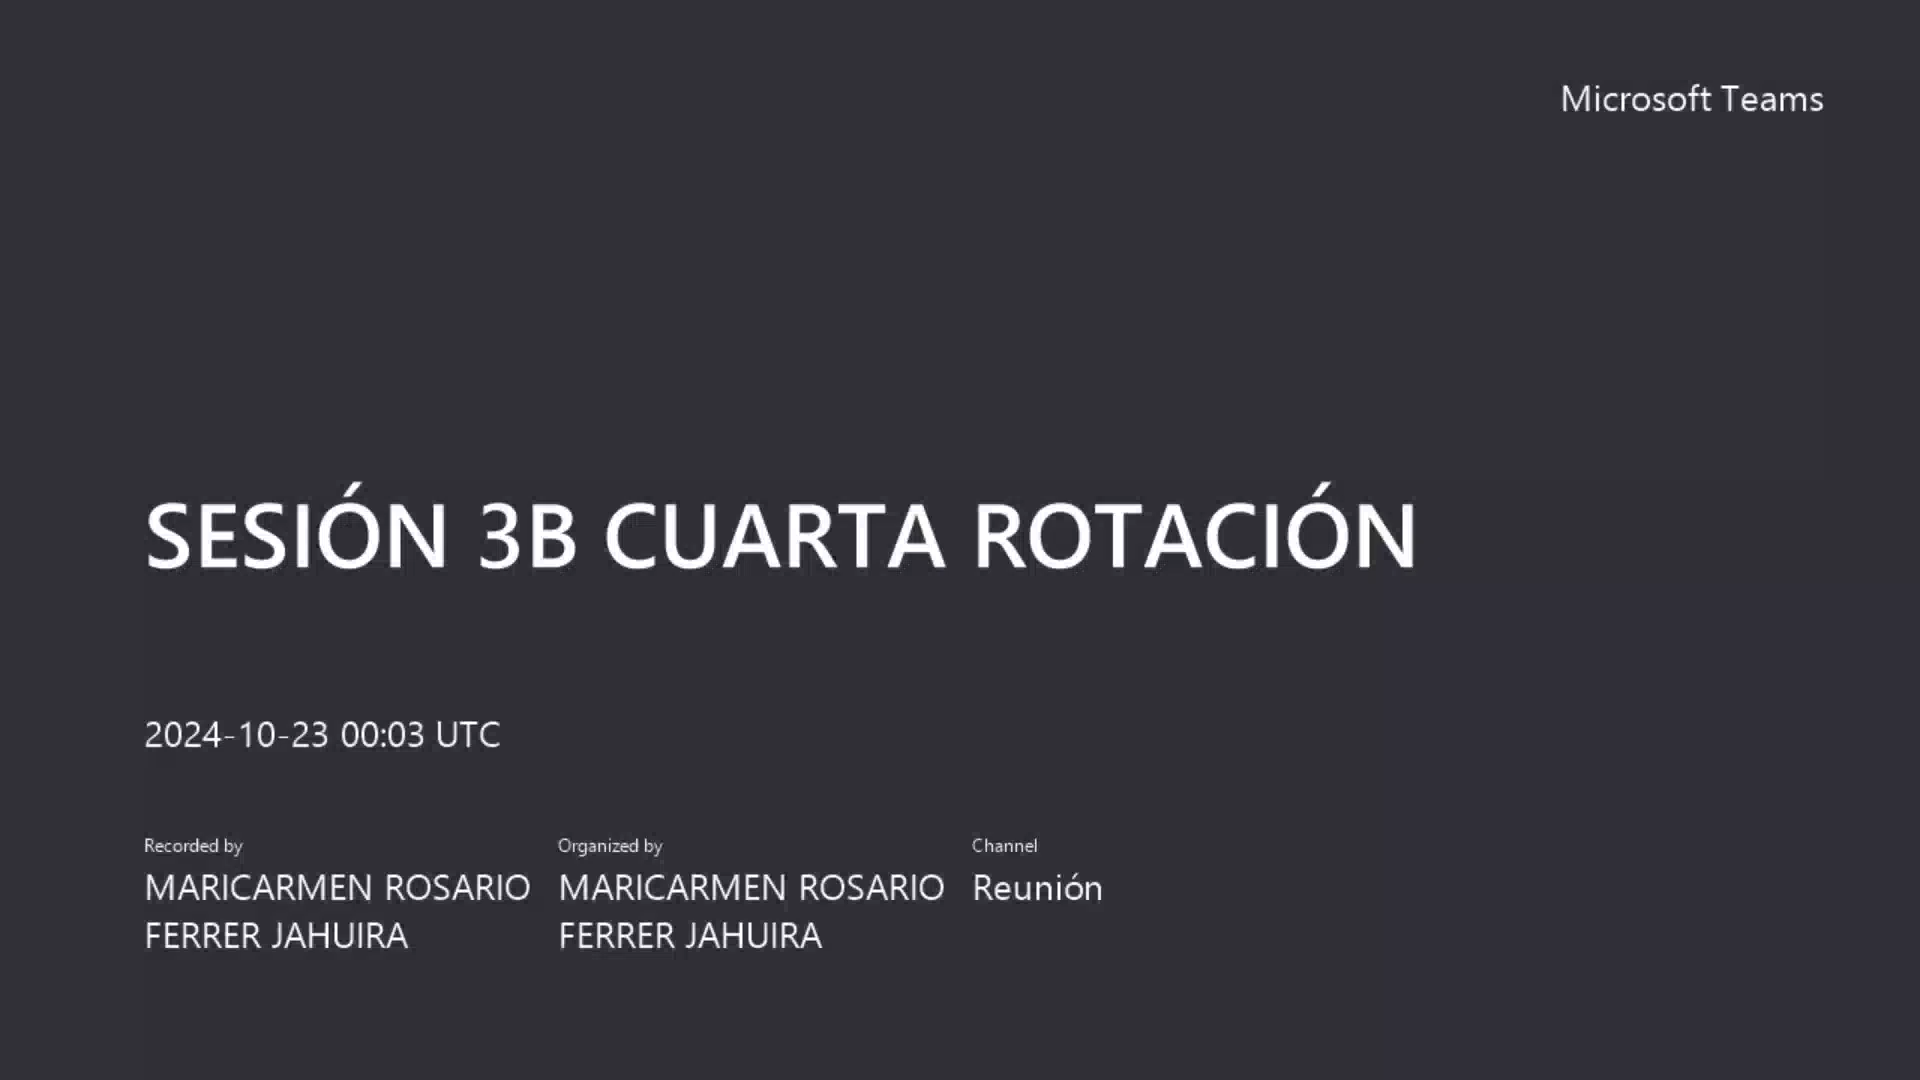 Microsoft Teams
SESIÓN 3B CUARTA ROTACIÓN
2024-10-23 00:03 UTC
Recorded by
MARICARMEN ROSARIO
FERRER JAHUIRA
Organized by
MARICARMEN ROSARIO
FERRER JAHUIRA
Channel
Reunión